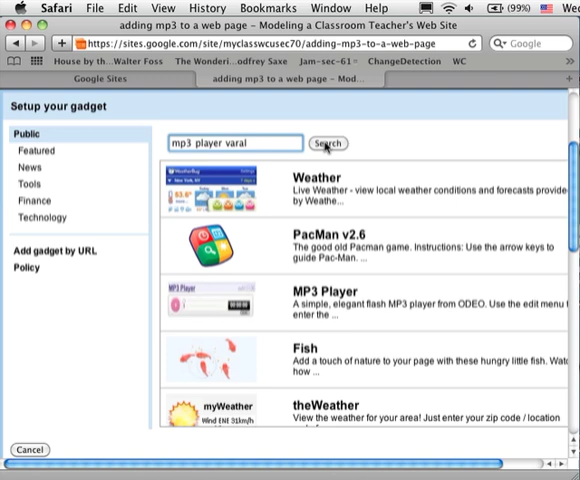 Safari File Edit View History Bookmarks Window Help (99%) Wed
adding mp3 to a web page - Modeling a Classroom Teacher's Web Site
https://sites.google.com/site/myclasswcusec70/adding-mp3-to-a-web-page Google
House by th...Walter Foss The Wonderi...odfrey Saxe Jam-sec-61 ChangeDetection WC
Google Sites adding mp3 to a web page - Mod...
Setup your gadget
Public
Featured
News
Tools
Finance
Technology
Add gadget by URL
Policy
mp3 player varal Search
Weather
Live Weather - view local weather conditions and forecasts provide
by Weathe...
PacMan v2.6
The good old Pacman game. Instructions: Use the arrow keys to
guide Pac-Man. ...
MP3 Player
MP3 Player
A simple, elegant flash MP3 player from ODEO. Use the edit menu t
enter the ...
Fish
Add a touch of nature to your page with these hungry little fish. Watc
how ...
myWeather
Wind ENE 31km/h
theWeather
View the weather for your area! Just enter your zip code / location
Cancel